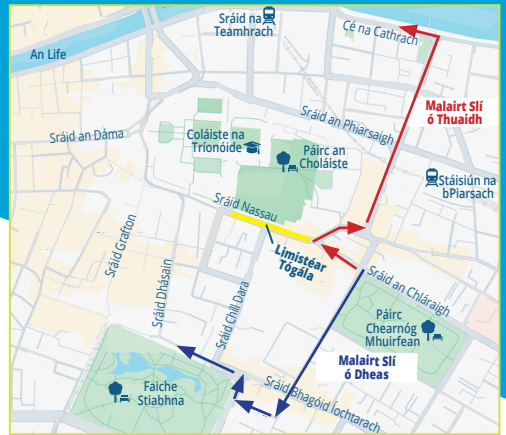 Sráid na
Teamhrach
Cé na Cathrach
An Life
Malairt Slí
ó Thuaidh
Sráid an Phiarsaigh
Sráid an Dáma
Coláiste na
Tríonóide
Páirc an
Choláiste
Stáisiún na
bPiarsach
Sráid Nassau
Sráid Grafton
Limistéar
Tógála
Sráid an Chláraigh
Sráid Dhásain
Sráid Chill Dara
Páirc
Chearnóg
Mhuirfean
Malairt Slí
ó Dheas
Faiche
Stiabhna
Sráid Bhagóid Íochtarach